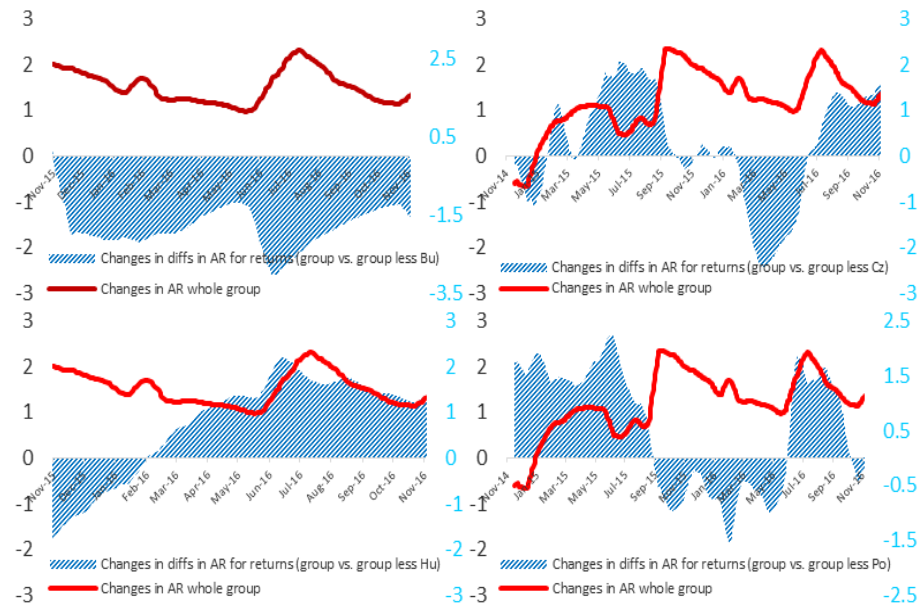 3
2
1
0
-1
-2
-3
2.5
0.5
-1.5
-3.5
Nov-15
Dec-15
Jan-16
Feb-16
Mar-16
Apr-16
May-16
Jun-16
Jul-16
Aug-16
Sep-16
Oct-16
Nov-16
Changes in diffs in AR for returns (group vs. group less Bu)
Changes in AR whole group
3
2
1
0
-1
-2
-3
3
2
1
0
-1
-2
-3
Nov-14
Jan-15
Mar-15
May-15
Jul-15
Sep-15
Nov-15
Jan-16
Mar-16
May-16
Jul-16
Sep-16
Nov-16
Changes in diffs in AR for returns (group vs. group less Cz)
Changes in AR whole group
3
2
1
0
-1
-2
-3
3
2
1
0
-1
-2
-3
Nov-15
Dec-15
Jan-16
Feb-16
Mar-16
Apr-16
May-16
Jun-16
Jul-16
Aug-16
Sep-16
Oct-16
Nov-16
Changes in diffs in AR for returns (group vs. group less Hu)
Changes in AR whole group
3
2
1
0
-1
-2
-3
2.5
1.5
0.5
-0.5
-1.5
-2.5
Nov-14
Jan-15
Mar-15
May-15
Jul-15
Sep-15
Nov-15
Jan-16
Mar-16
May-16
Jul-16
Sep-16
Nov-16
Changes in diffs in AR for returns (group vs. group less Po)
Changes in AR whole group